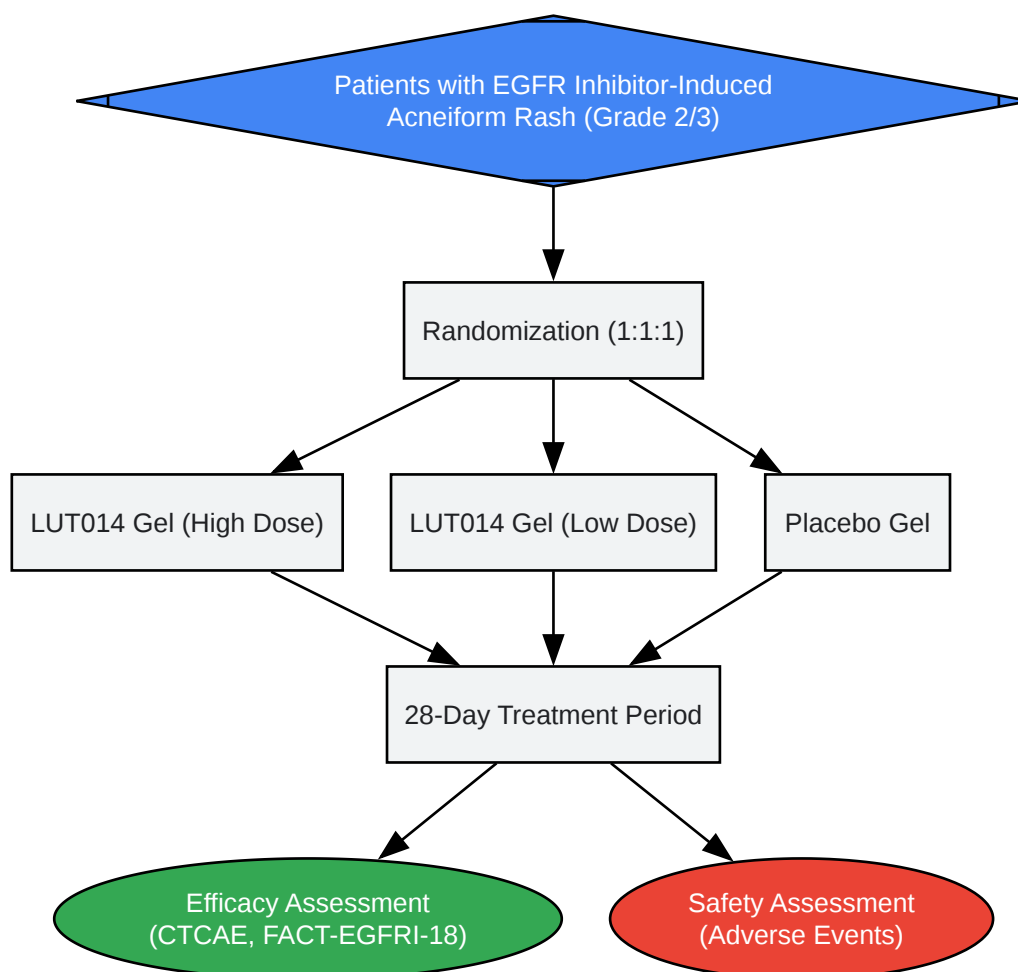 Patients with EGFR Inhibitor-Induced
Acneiform Rash (Grade 2/3)
Randomization (1:1:1)
LUT014 Gel (High Dose)
LUT014 Gel (Low Dose)
Placebo Gel
28-Day Treatment Period
Efficacy Assessment
(CTCAE, FACT-EGFRI-18)
Safety Assessment
(Adverse Events)